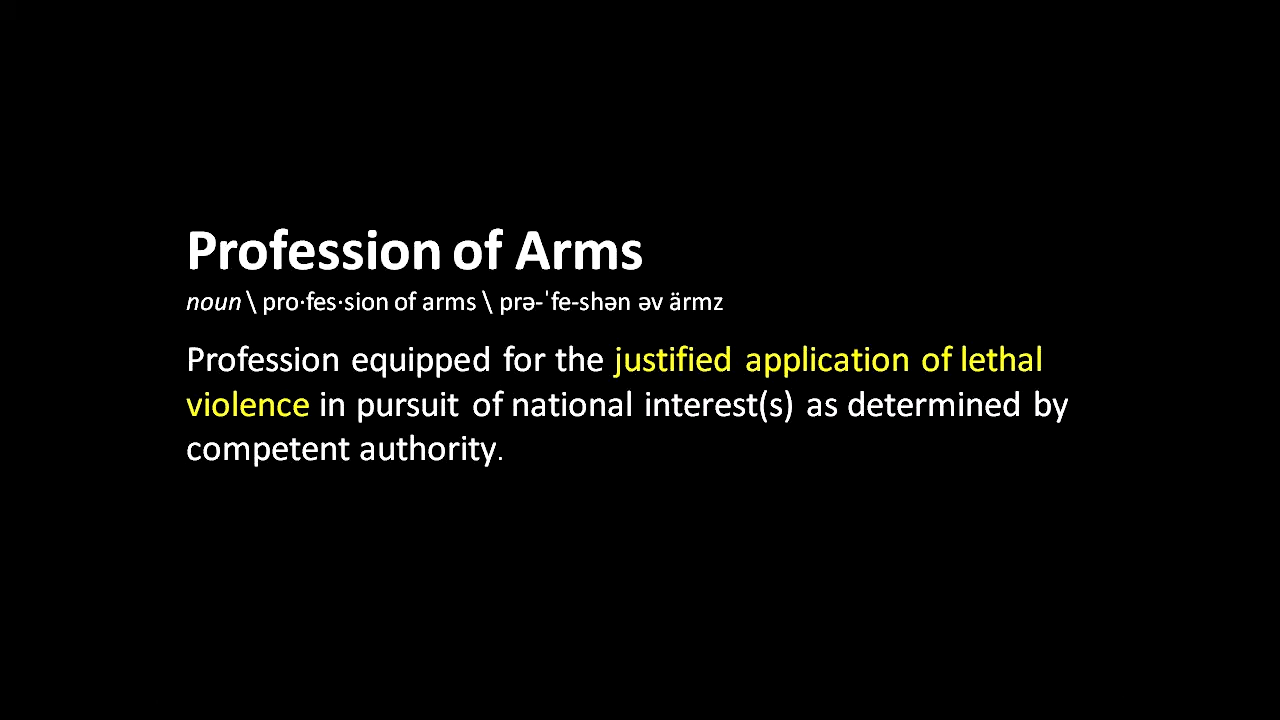 Profession of Arms
noun \ pro·fes·sion of arms \ prə-ˈfe-shən əv ärmz
Profession equipped for the justified application of lethal
violence in pursuit of national interest(s) as determined by
competent authority.